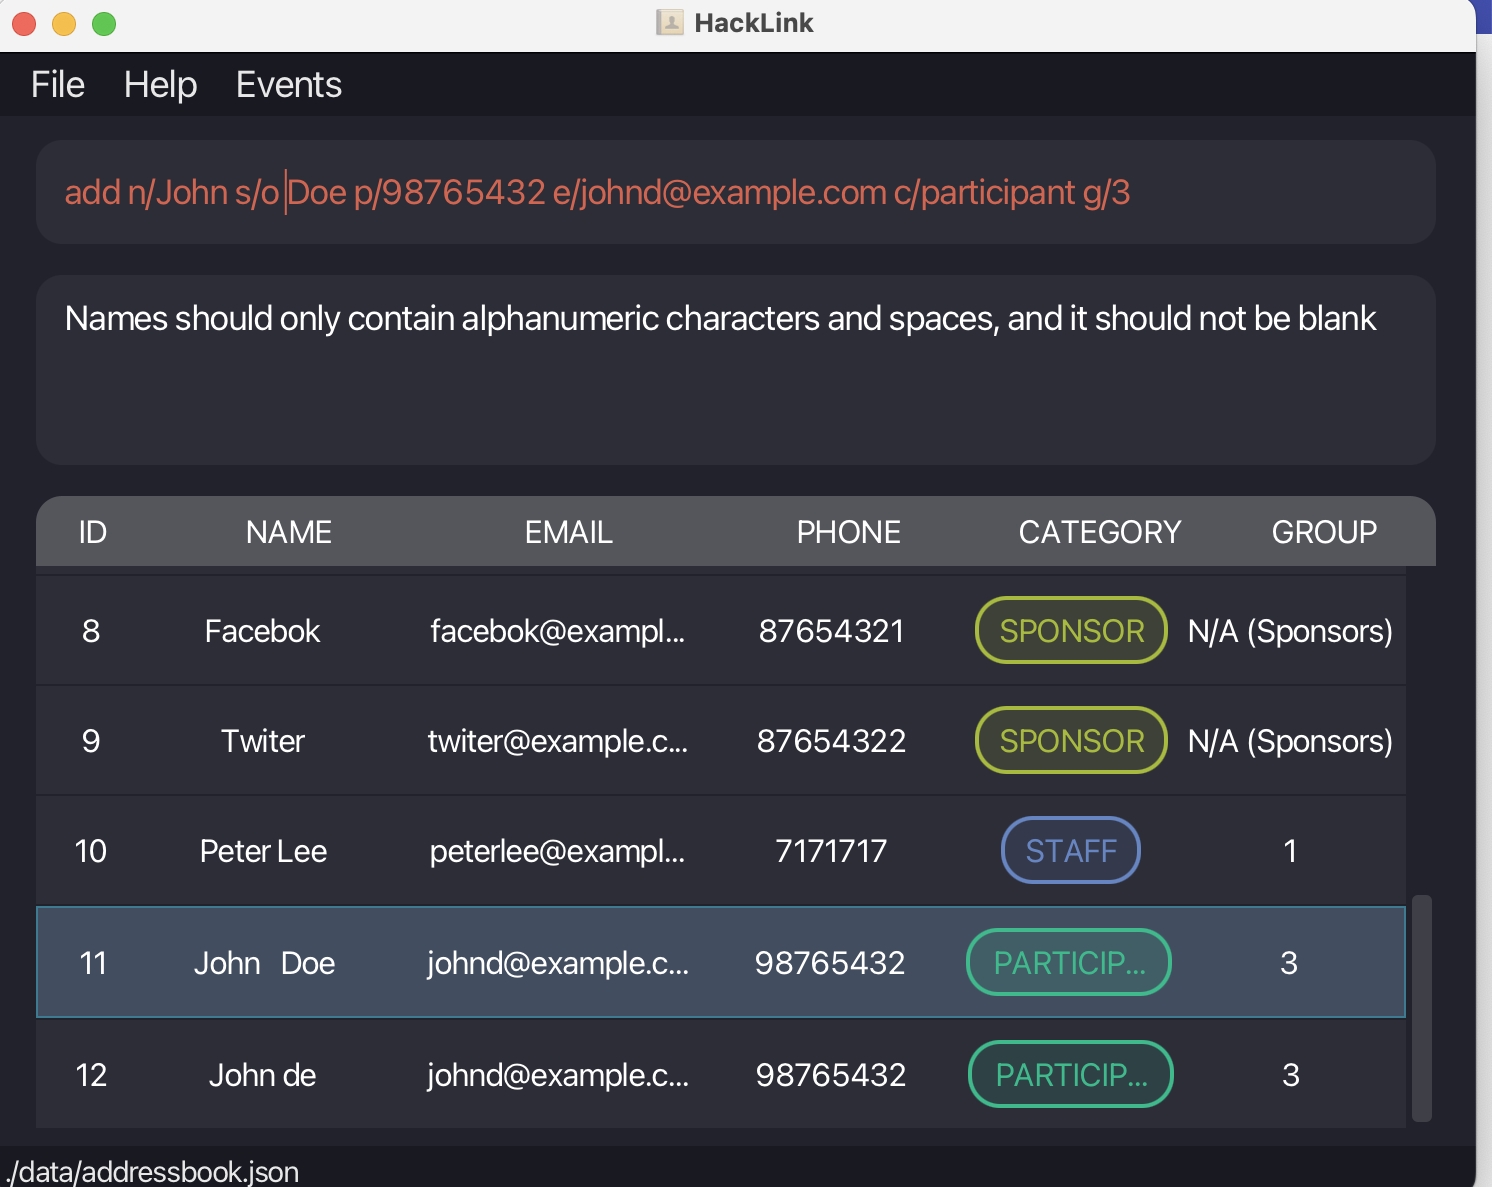 HackLink
File Help Events
add n/John s/o Doe p/98765432 e/johnd@example.com c/participant g/3
Names should only contain alphanumeric characters and spaces, and it should not be blank
ID NAME EMAIL PHONE CATEGORY GROUP
8 Facebok facebok@exampl... 87654321 SPONSOR N/A (Sponsors)
9 Twiter twiter@example.c... 87654322 SPONSOR N/A (Sponsors)
10 Peter Lee peterlee@exampl... 7171717 STAFF 1
11 John   Doe johnd@example.c... 98765432 PARTICIP... 3
12 John de johnd@example.c... 98765432 PARTICIP... 3
./data/addressbook.json